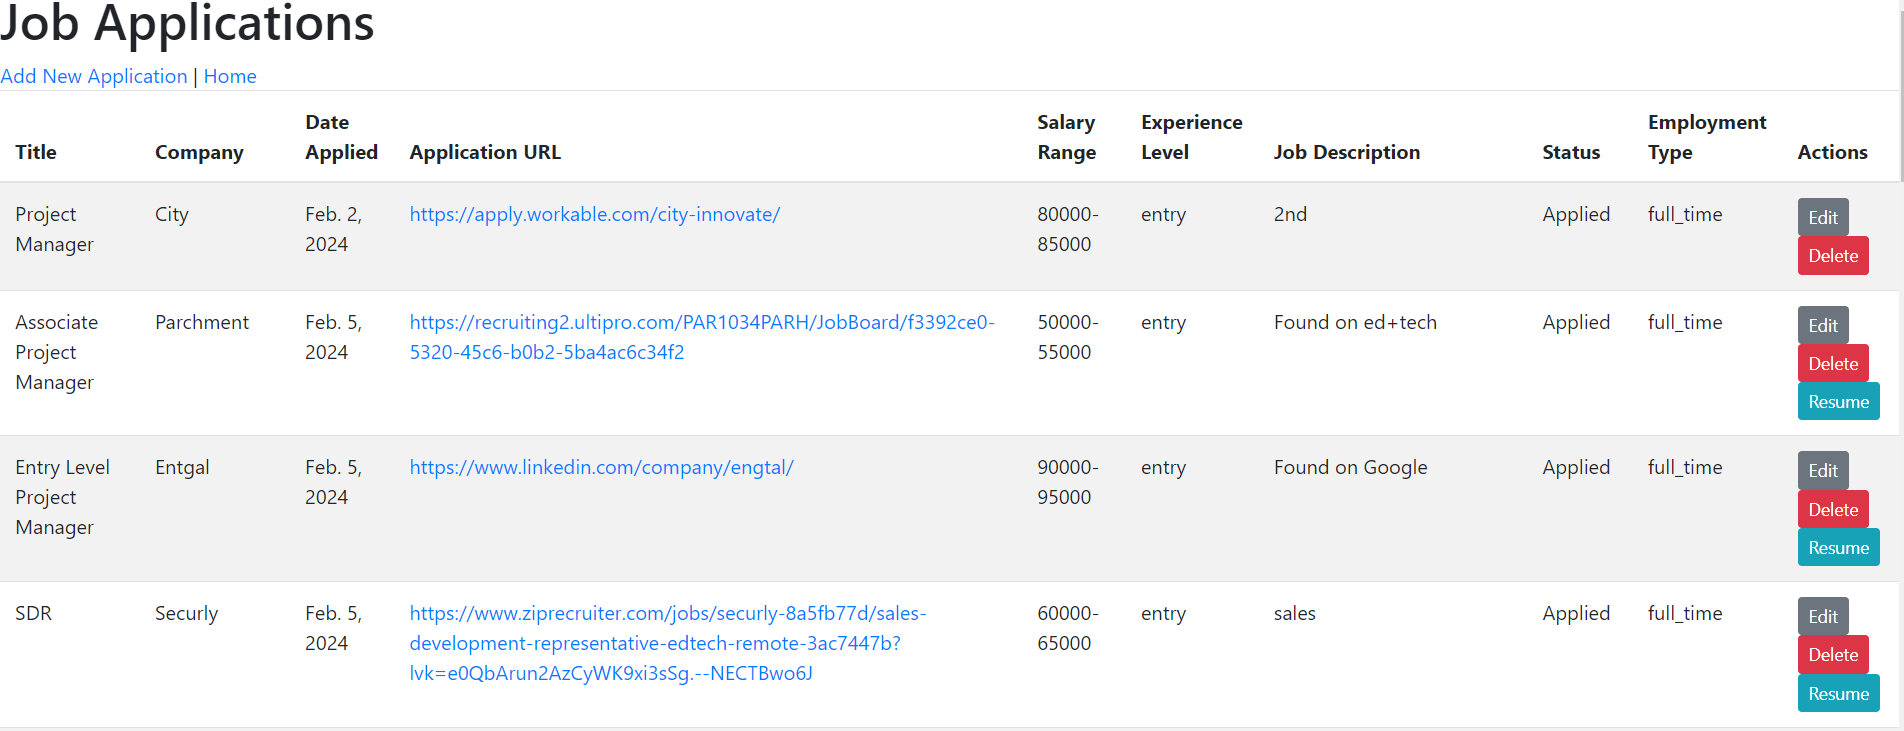 Job Applications
Add New Application | Home
Title Company Date Applied Application URL Salary Range Experience Level Job Description Status Employment Type Actions
Project Manager City Feb. 2, 2024 https://apply.workable.com/city-innovate/ 80000-85000 entry 2nd Applied full_time Edit Delete
Associate Project Manager Parchment Feb. 5, 2024 https://recruiting2.ultipro.com/PAR1034PARH/JobBoard/f3392ce0-5320-45c6-b0b2-5ba4ac6c34f2 50000-55000 entry Found on ed+tech Applied full_time Edit Delete Resume
Entry Level Project Manager Entgal Feb. 5, 2024 https://www.linkedin.com/company/engtal/ 90000-95000 entry Found on Google Applied full_time Edit Delete Resume
SDR Securly Feb. 5, 2024 https://www.ziprecruiter.com/jobs/securly-8a5fb77d/sales-development-representative-edtech-remote-3ac7447b?lvk=e0QbArun2AzCyWK9xi3sSg.--NECTBwo6J 60000-65000 entry sales Applied full_time Edit Delete Resume